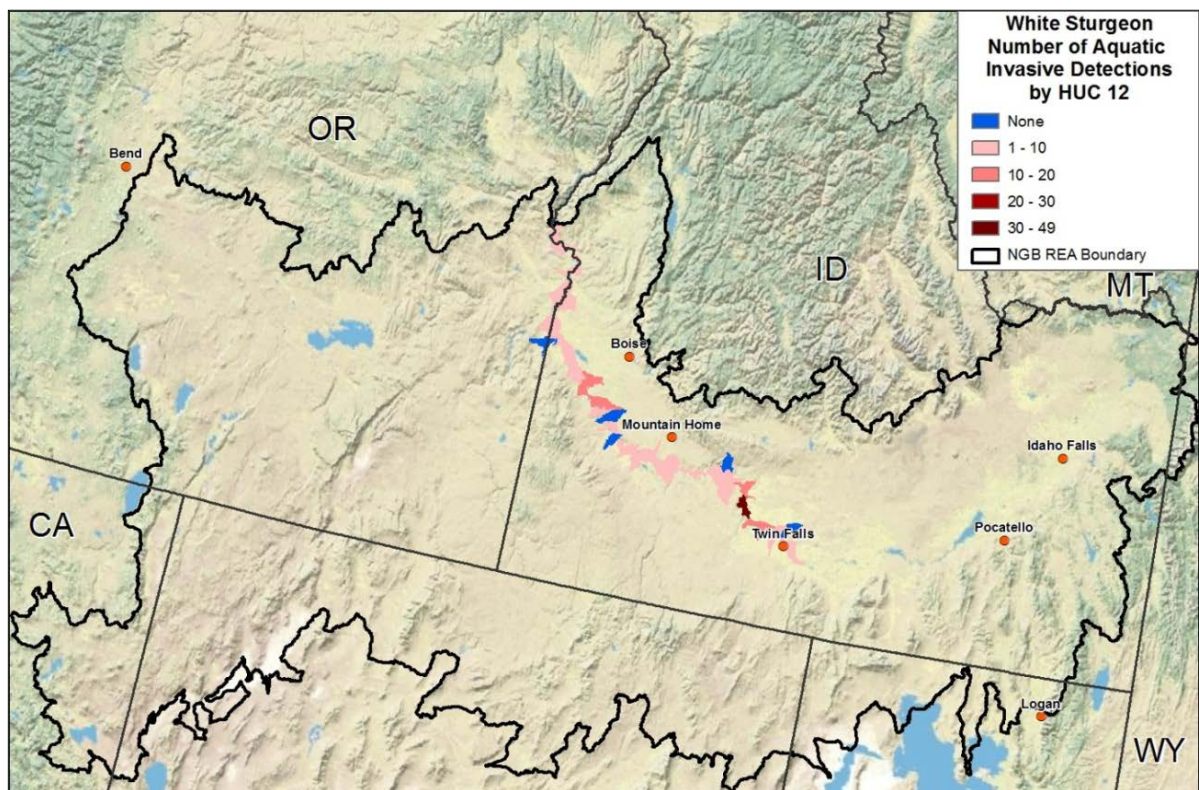 White Sturgeon
Number of Aquatic
Invasive Detections
by HUC 12
None
1 - 10
10 - 20
20 - 30
30 - 49
NGB REA Boundary
OR
Bend
ID
MT
Boise
Mountain Home
Idaho Falls
CA
Twin Falls
Pocatello
Logan
WY